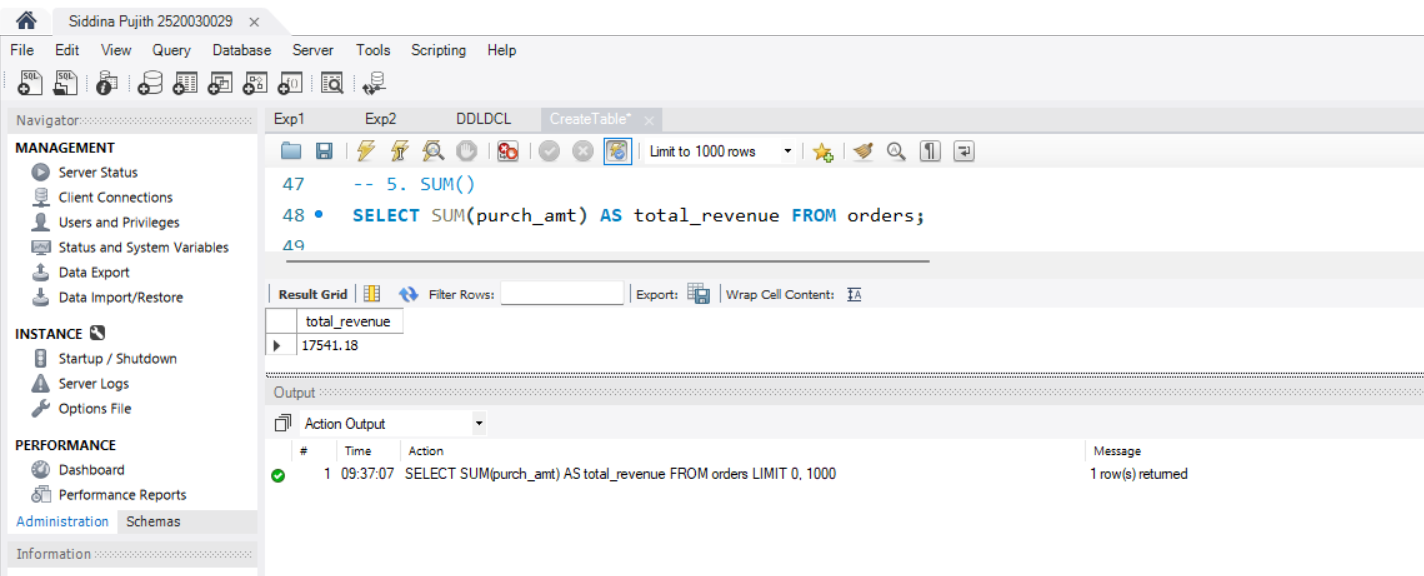 Siddina Pujith 2520030029 ×
File Edit View Query Database Server Tools Scripting Help
Navigator
MANAGEMENT
Server Status
Client Connections
Users and Privileges
Status and System Variables
Data Export
Data Import/Restore
INSTANCE
Startup / Shutdown
Server Logs
Options File
PERFORMANCE
Dashboard
Performance Reports
Administration Schemas
Information
Exp1 Exp2 DDLDCL CreateTable* ×
Limit to 1000 rows
47 -- 5. SUM()
48 SELECT SUM(purch_amt) AS total_revenue FROM orders;
49
Result Grid Filter Rows: Export: Wrap Cell Content: IA
total_revenue
17541.18
Output
Action Output
# Time Action Message
1 09:37:07 SELECT SUM(purch_amt) AS total_revenue FROM orders LIMIT 0, 1000 1 row(s) returned